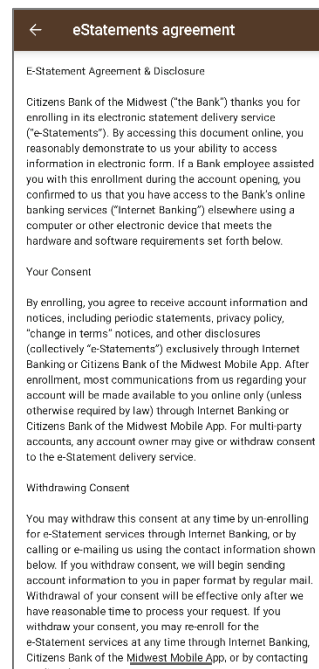 eStatements agreement
E-Statement Agreement & Disclosure
Citizens Bank of the Midwest ("the Bank") thanks you for
enrolling in its electronic statement delivery service
("e-Statements"). By accessing this document online, you
reasonably demonstrate to us your ability to access
information in electronic form. If a Bank employee assisted
you with this enrollment during the account opening, you
confirmed to us that you have access to the Bank's online
banking services ("Internet Banking") elsewhere using a
computer or other electronic device that meets the
hardware and software requirements set forth below.
Your Consent
By enrolling, you agree to receive account information and
notices, including periodic statements, privacy policy,
"change in terms" notices, and other disclosures
(collectively "e-Statements") exclusively through Internet
Banking or Citizens Bank of the Midwest Mobile App. After
enrollment, most communications from us regarding your
account will be made available to you online only (unless
otherwise required by law) through Internet Banking or
Citizens Bank of the Midwest Mobile App. For multi-party
accounts, any account owner may give or withdraw consent
to the e-Statement delivery service.
Withdrawing Consent
You may withdraw this consent at any time by un-enrolling
for e-Statement services through Internet Banking, or by
calling or e-mailing us using the contact information shown
below. If you withdraw consent, we will begin sending
account information to you in paper format by regular mail.
Withdrawal of your consent will be effective only after we
have reasonable time to process your request. If you
withdraw your consent, you may re-enroll for the
e-Statement services at any time through Internet Banking,
Citizens Bank of the Midwest Mobile App, or by contacting